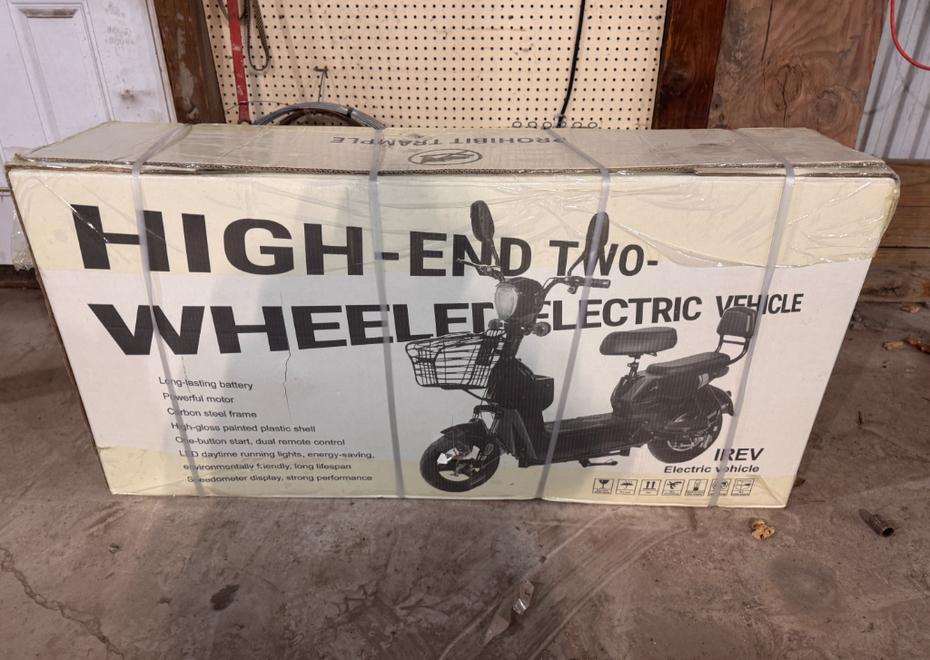 PROHIBIT TRAMPLE
HIGH-END TWO-
WHEELED ELECTRIC VEHICLE
Long-lasting battery
Powerful motor
Carbon steel frame
High-gloss painted plastic shell
One-button start, dual remote control
LED daytime running lights, energy-saving,
environmentally friendly, long lifespan
Speedometer display, strong performance
IREV
Electric vehicle